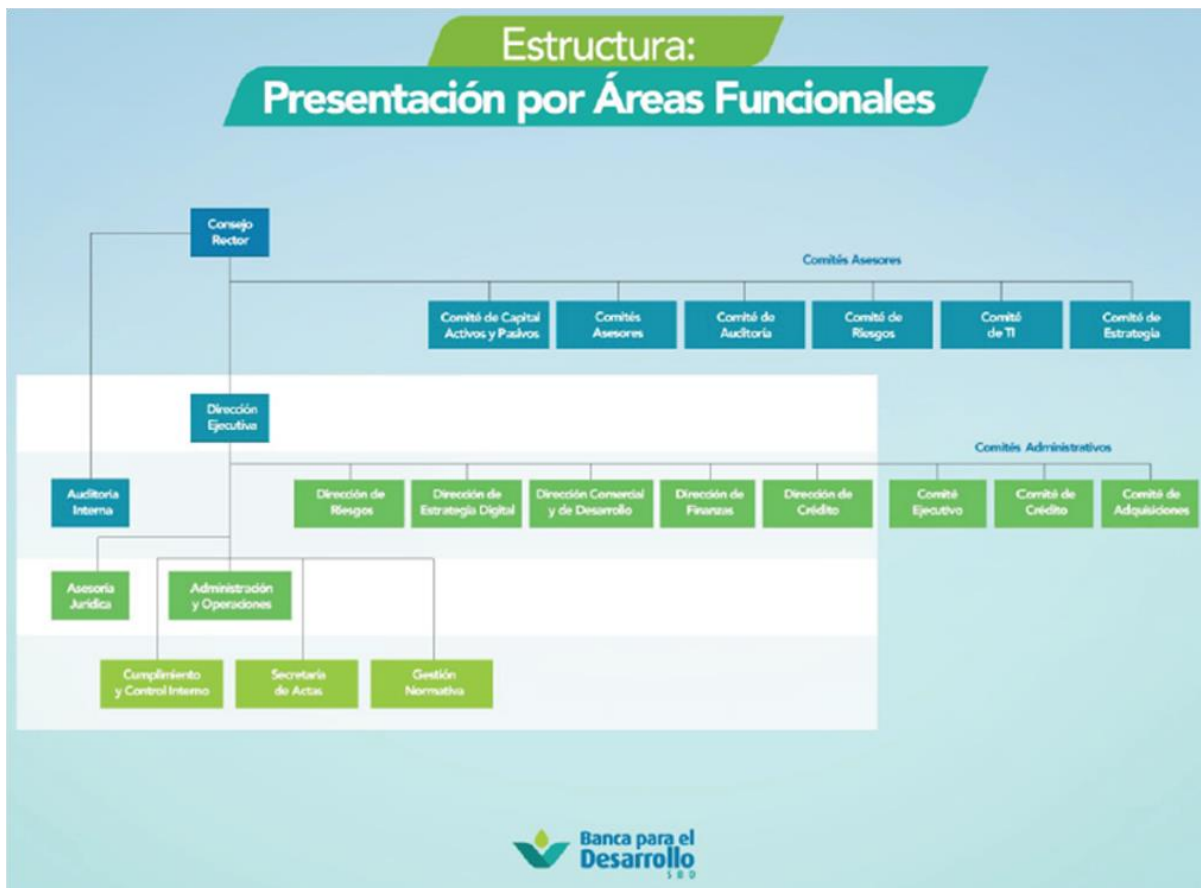 Estructura:
Presentación por Áreas Funcionales
Consejo
Rector
Comités Asesores
Comité de Capital
Activos y Pasivos
Comités
Asesores
Comité de
Auditoría
Comité de
Riesgos
Comité
de TI
Comité de
Estrategia
Dirección
Ejecutiva
Comités Administrativos
Auditoría
Interna
Dirección de
Riesgos
Dirección de
Estrategia Digital
Dirección Comercial
y de Desarrollo
Dirección de
Finanzas
Dirección de
Crédito
Comité
Ejecutivo
Comité de
Crédito
Comité de
Adquisiciones
Asesoría
Jurídica
Administración
y Operaciones
Cumplimiento
y Control Interno
Secretaría
de Actas
Gestión
Normativa
Banca para el
Desarrollo
SBD